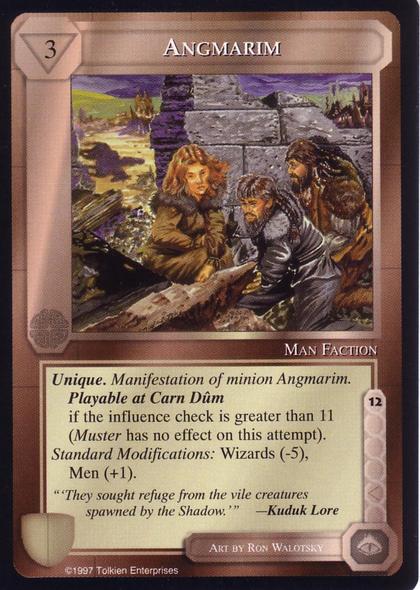 3
ANGMARIM
MAN FACTION
Unique. Manifestation of minion Angmarim.
Playable at Carn Dûm
12
if the influence check is greater than 11
(Muster has no effect on this attempt).
Standard Modifications: Wizards (-5),
Men (+1).
“‘They sought refuge from the vile creatures
spawned by the Shadow.’” —Kuduk Lore
ART BY RON WALOTSKY
©1997 Tolkien Enterprises